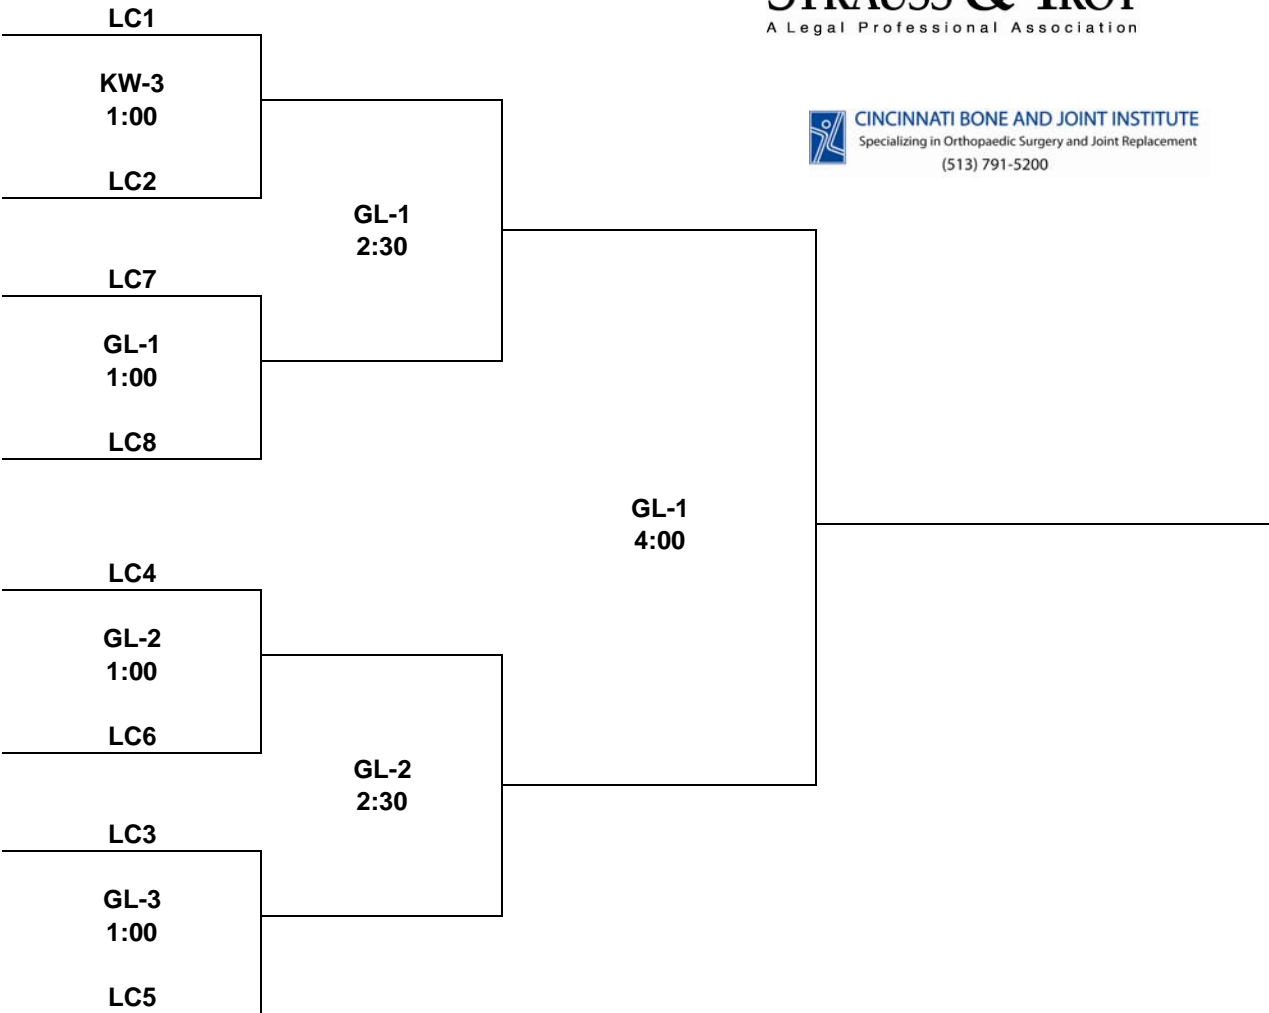 LC1
KW-3
1:00
LC2
GL-1
2:30
LC7
GL-1
1:00
LC8
GL-1
4:00
LC4
GL-2
1:00
LC6
GL-2
2:30
LC3
GL-3
1:00
LC5
STRAUSS & TROY
A Legal Professional Association
CINCINNATI BONE AND JOINT INSTITUTE
Specializing in Orthopaedic Surgery and Joint Replacement
(513) 791-5200